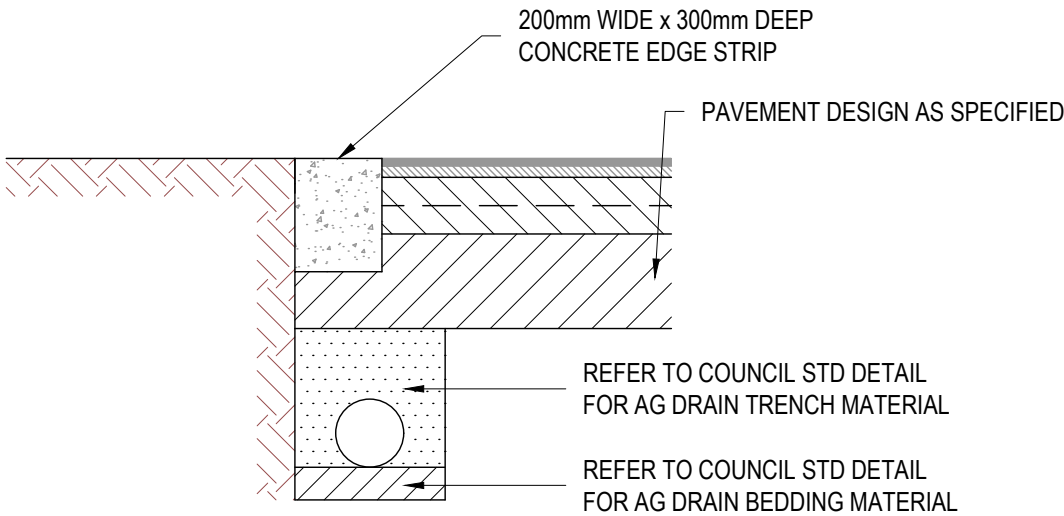 200mm WIDE x 300mm DEEP
CONCRETE EDGE STRIP
PAVEMENT DESIGN AS SPECIFIED
REFER TO COUNCIL STD DETAIL
FOR AG DRAIN TRENCH MATERIAL
REFER TO COUNCIL STD DETAIL
FOR AG DRAIN BEDDING MATERIAL